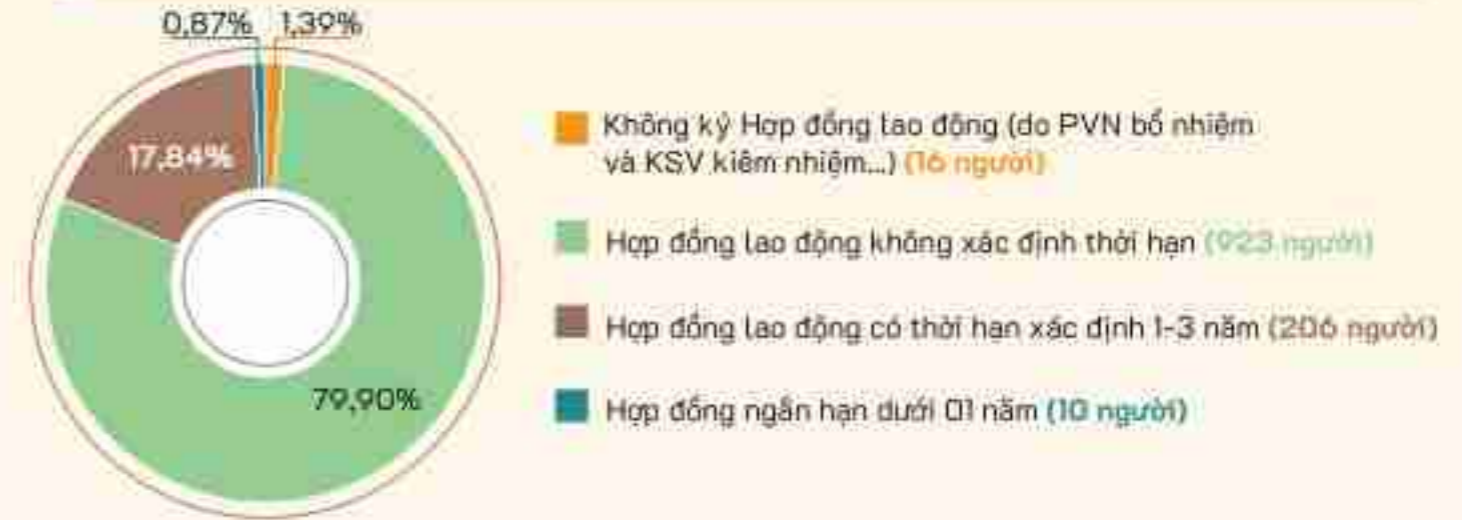 0,87% 1,39%
17,84%
79,90%
Không ký Hợp đồng lao động (do PVN bổ nhiệm
và KSV kiêm nhiệm...) (16 người)
Hợp đồng lao động không xác định thời hạn (923 người)
Hợp đồng lao động có thời hạn xác định 1-3 năm (206 người)
Hợp đồng ngắn hạn dưới 01 năm (10 người)